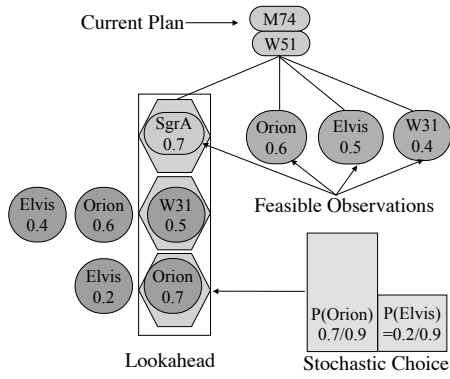 Current Plan
M74
W51
SgrA
0.7
Orion
0.6
Elvis
0.5
W31
0.4
Feasible Observations
Elvis
0.4
Orion
0.6
W31
0.5
Elvis
0.2
Orion
0.7
P(Orion)
0.7/0.9
P(Elvis)
=0.2/0.9
Lookahead
Stochastic Choice